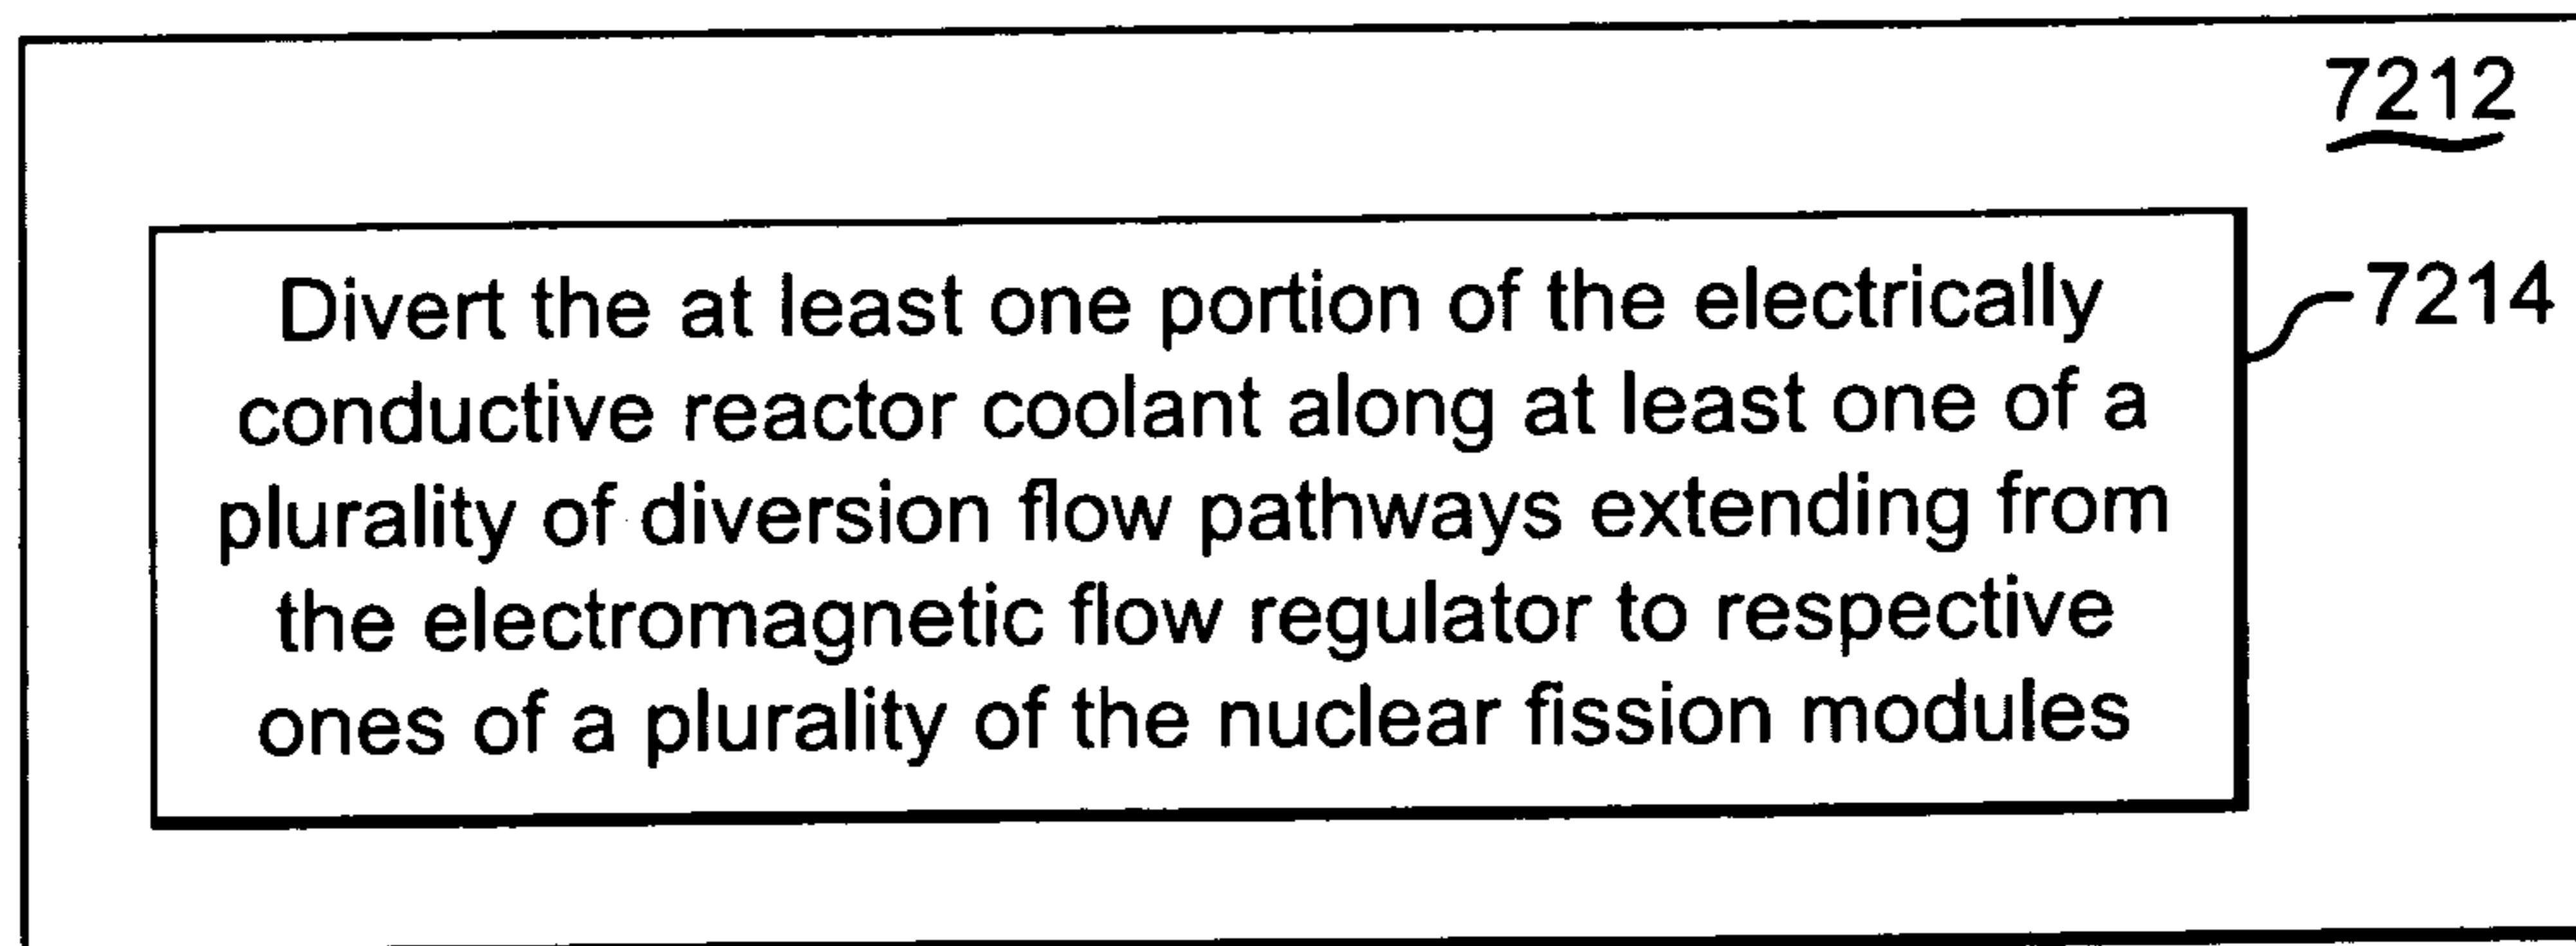 7212
Divert the at least one portion of the electrically
7214
conductive reactor coolant along at least one of a
plurality of diversion flow pathways extending from
the electromagnetic flow regulator to respective
ones of a plurality of the nuclear fission modules